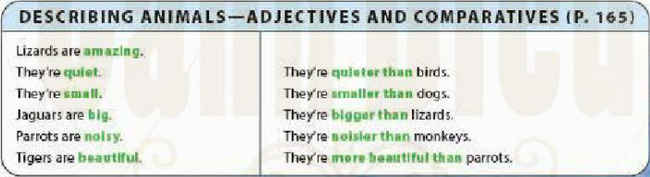 DESCRIBING ANIMALS—ADJECTIVES AND COMPARATIVES (P. 165)
Lizards are amazing.
They're quiet.
They're small.
Jaguars are big.
Parrots are noisy.
Tigers are beautiful.
They're quieter than birds.
They're smaller than dogs.
They're bigger than lizards.
They're noisier than monkeys.
They're more beautiful than parrots.